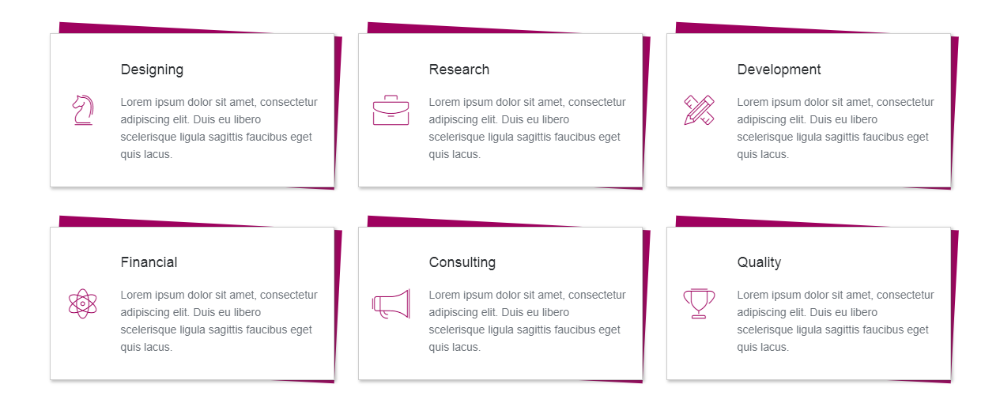 Designing
Lorem ipsum dolor sit amet, consectetur
adipiscing elit. Duis eu libero
scelerisque ligula sagittis faucibus eget
quis lacus.
Research
Lorem ipsum dolor sit amet, consectetur
adipiscing elit. Duis eu libero
scelerisque ligula sagittis faucibus eget
quis lacus.
Development
Lorem ipsum dolor sit amet, consectetur
adipiscing elit. Duis eu libero
scelerisque ligula sagittis faucibus eget
quis lacus.
Financial
Lorem ipsum dolor sit amet, consectetur
adipiscing elit. Duis eu libero
scelerisque ligula sagittis faucibus eget
quis lacus.
Consulting
Lorem ipsum dolor sit amet, consectetur
adipiscing elit. Duis eu libero
scelerisque ligula sagittis faucibus eget
quis lacus.
Quality
Lorem ipsum dolor sit amet, consectetur
adipiscing elit. Duis eu libero
scelerisque ligula sagittis faucibus eget
quis lacus.